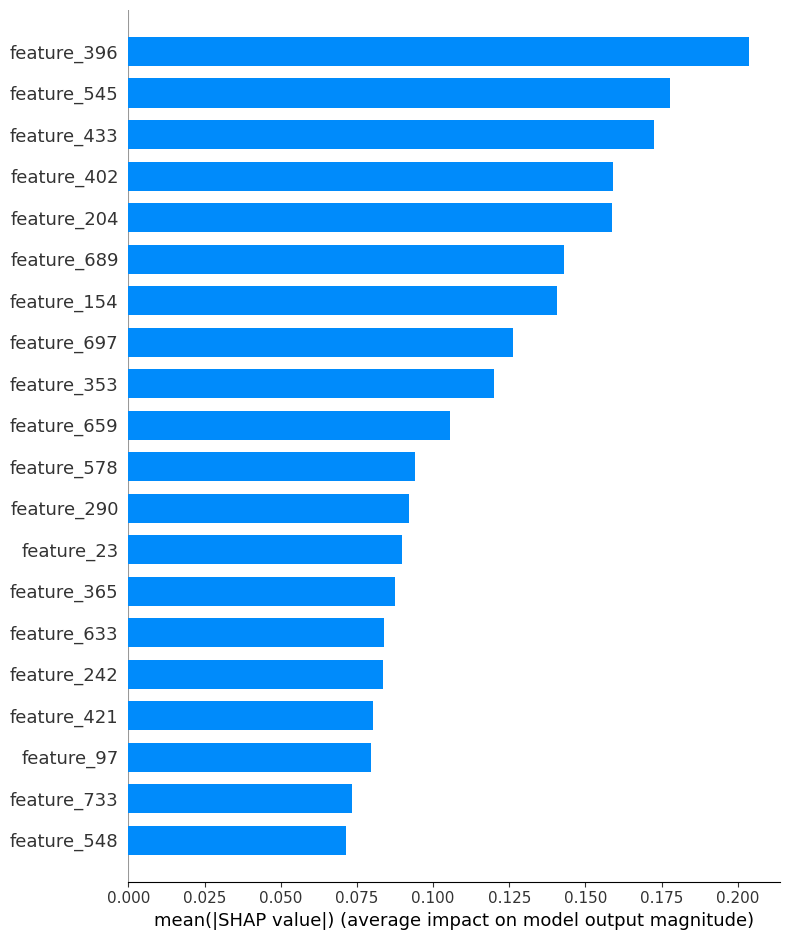 feature_396
feature_545
feature_433
feature_402
feature_204
feature_689
feature_154
feature_697
feature_353
feature_659
feature_578
feature_290
feature_23
feature_365
feature_633
feature_242
feature_421
feature_97
feature_733
feature_548
0.000 0.025 0.050 0.075 0.100 0.125 0.150 0.175 0.200
mean(|SHAP value|) (average impact on model output magnitude)